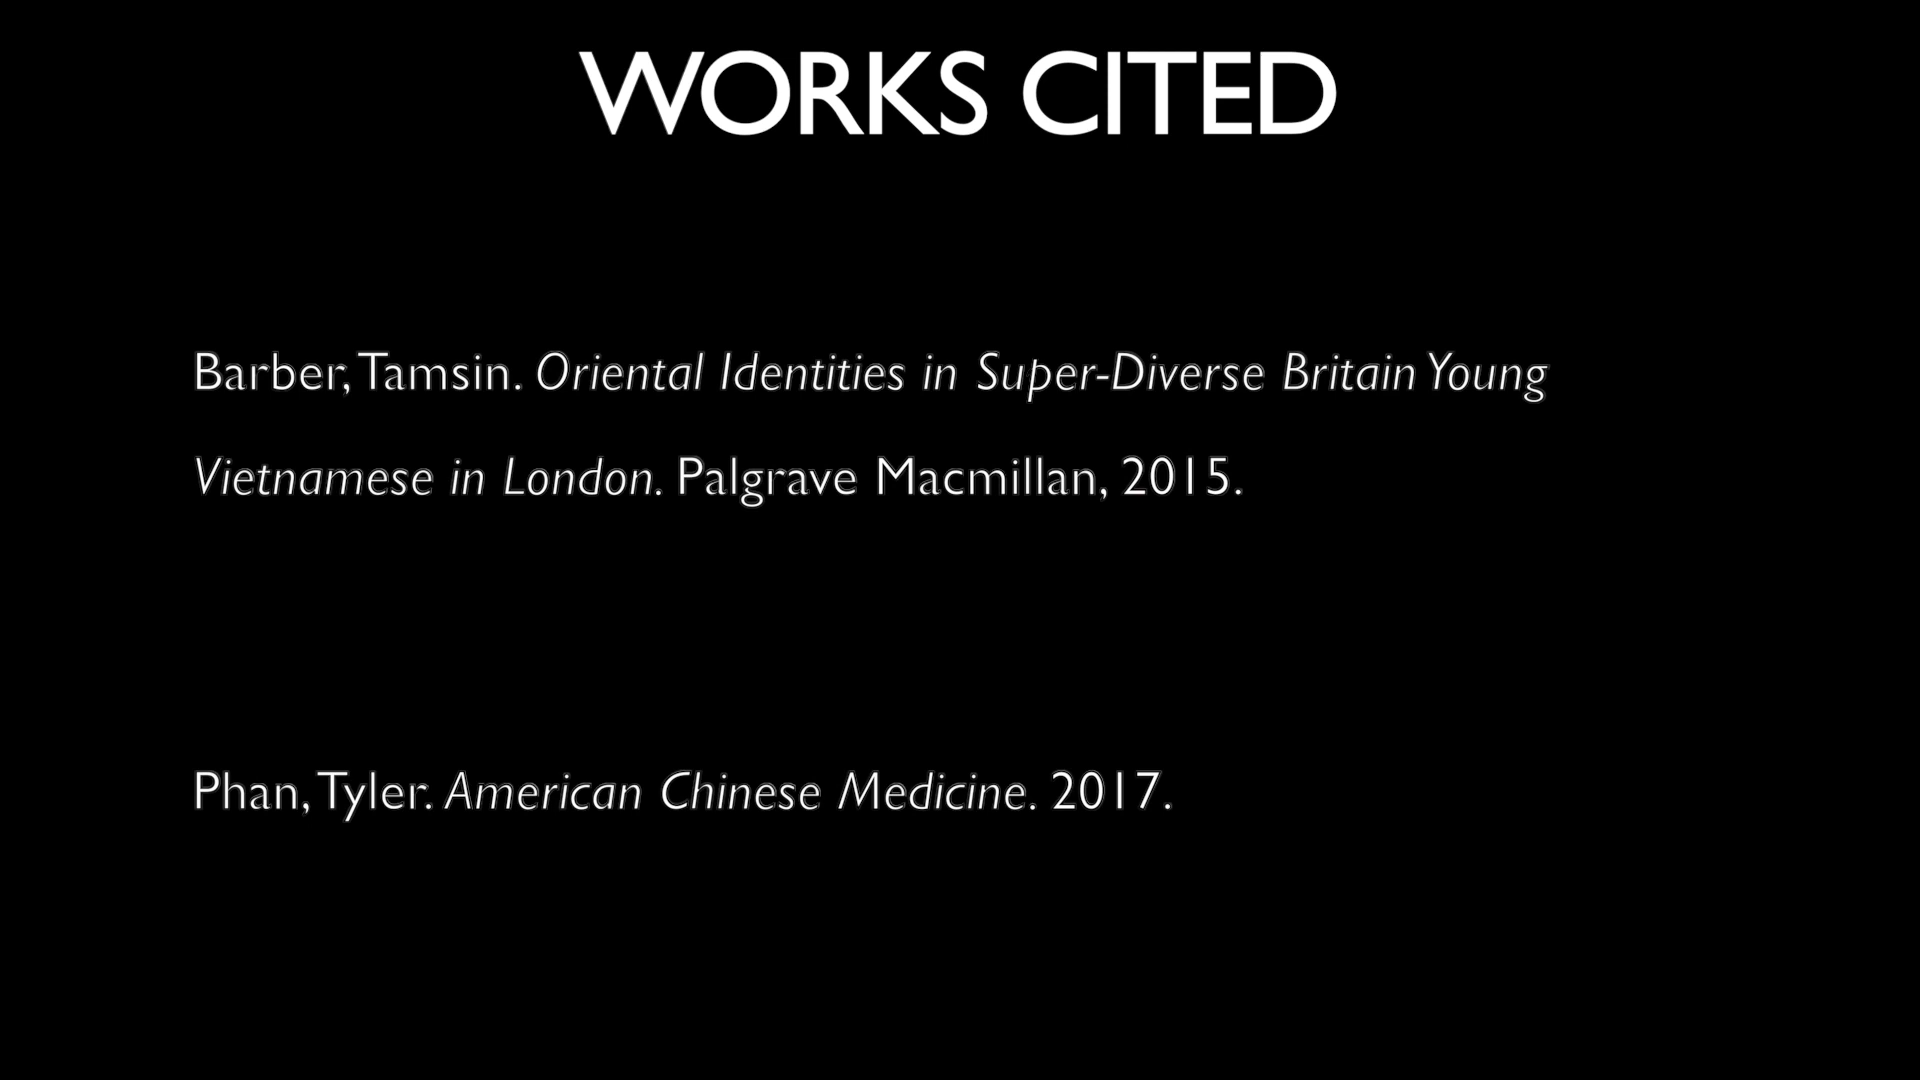 WORKS CITED
Barber, Tamsin. Oriental Identities in Super-Diverse Britain Young
Vietnamese in London. Palgrave Macmillan, 2015.
Phan, Tyler. American Chinese Medicine. 2017.